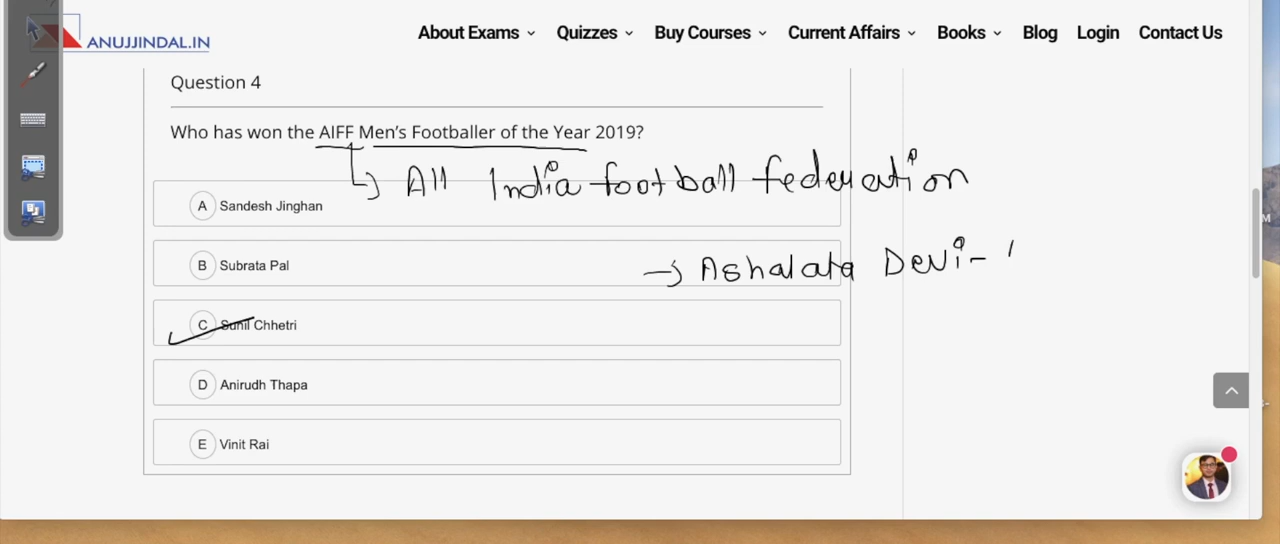 ANUJJINDAL.IN
About Exams Quizzes Buy Courses Current Affairs Books Blog Login Contact Us
Question 4
Who has won the AIFF Men's Footballer of the Year 2019?
All India football federation
A Sandesh Jinghan
B Subrata Pal
Ashalata Devi-
C Sunil Chhetri
D Anirudh Thapa
E Vinit Rai
M